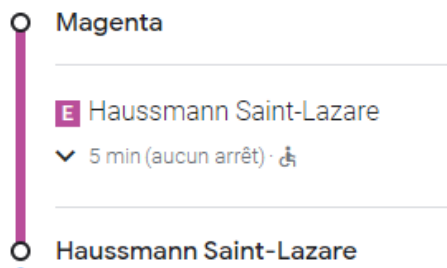 Magenta
E Haussmann Saint-Lazare
5 min (aucun arrêt) ·
Haussmann Saint-Lazare